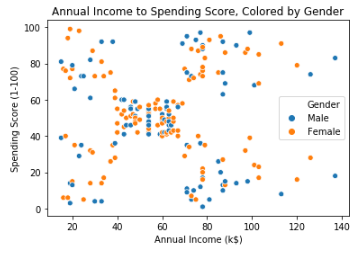 Annual Income to Spending Score, Colored by Gender
100
80
60
40
20
0
Spending Score (1-100)
Gender
Male
Female
20 40 60 80 100 120 140
Annual Income (k$)